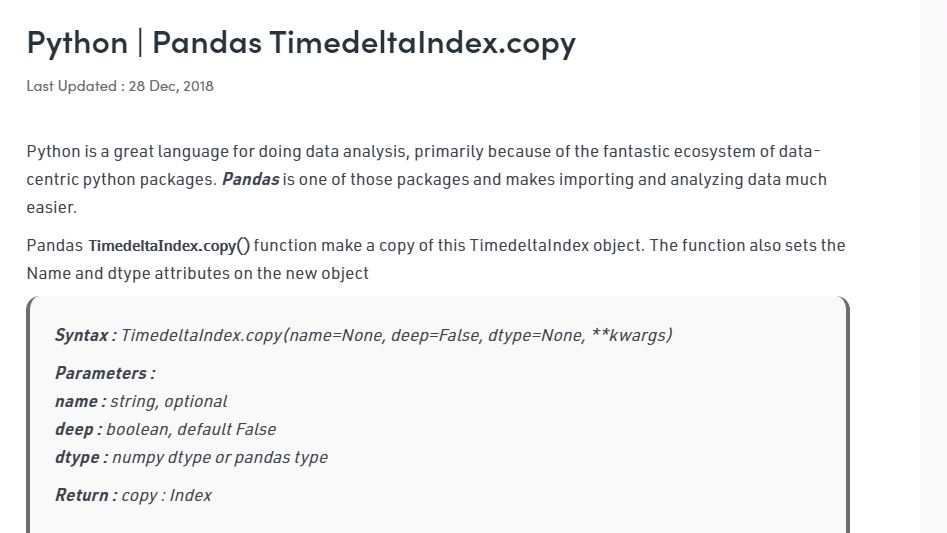 Python | Pandas TimedeltaIndex.copy
Last Updated : 28 Dec, 2018
Python is a great language for doing data analysis, primarily because of the fantastic ecosystem of data-
centric python packages. Pandas is one of those packages and makes importing and analyzing data much
easier.
Pandas TimedeltaIndex.copy() function make a copy of this TimedeltaIndex object. The function also sets the
Name and dtype attributes on the new object
Syntax : TimedeltaIndex.copy(name=None, deep=False, dtype=None, **kwargs)
Parameters :
name : string, optional
deep : boolean, default False
dtype : numpy dtype or pandas type
Return : copy : Index